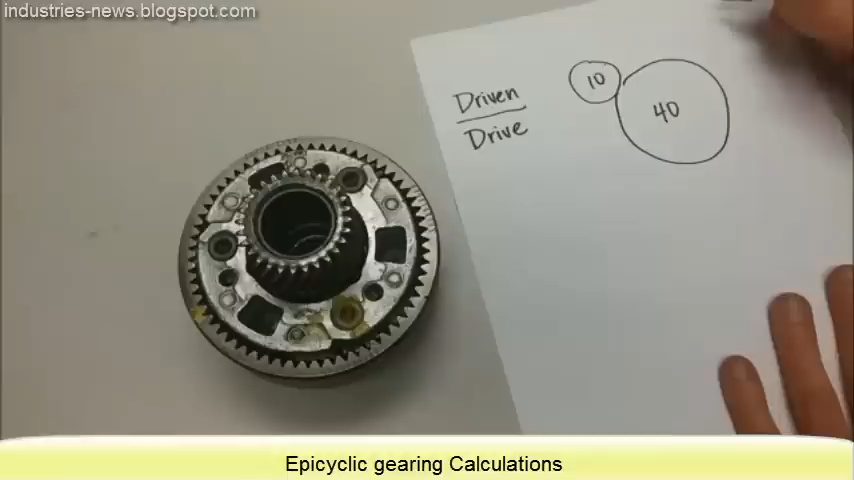 industries-news.blogspot.com
Driven
Drive
10
40
Epicyclic gearing Calculations